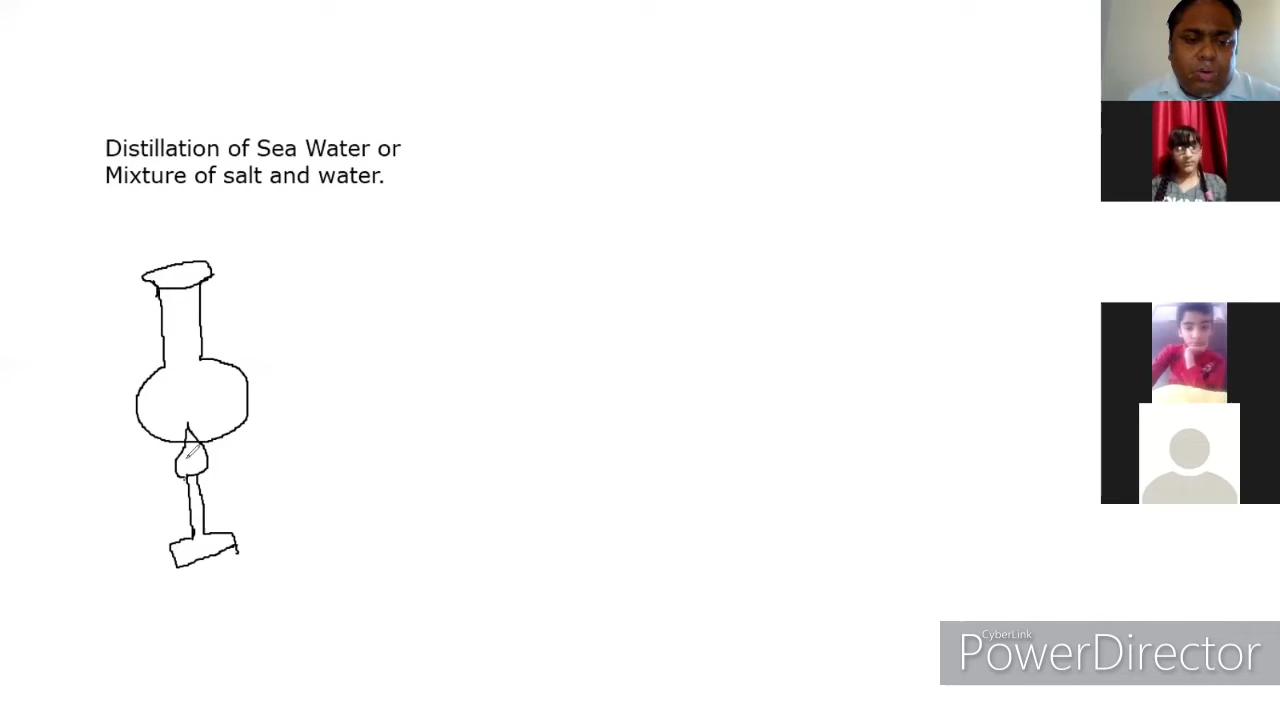 Distillation of Sea Water or
Mixture of salt and water.
CyberLink
PowerDirector